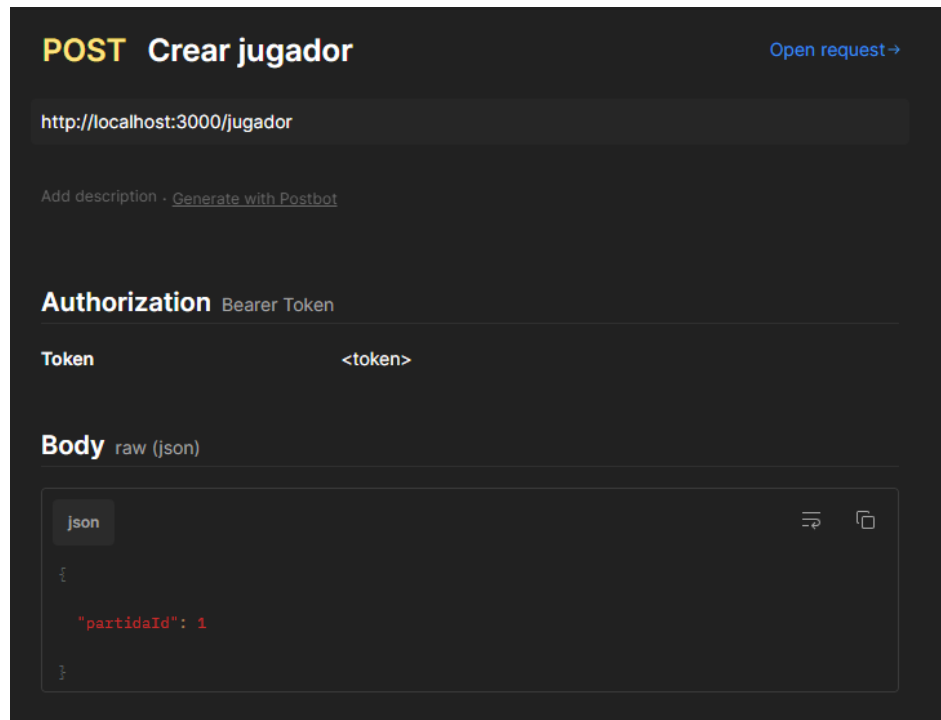 POST Crear jugador
Open request→
http://localhost:3000/jugador
Add description · Generate with Postbot
Authorization Bearer Token
Token <token>
Body raw (json)
json
{
"partidaId": 1
}